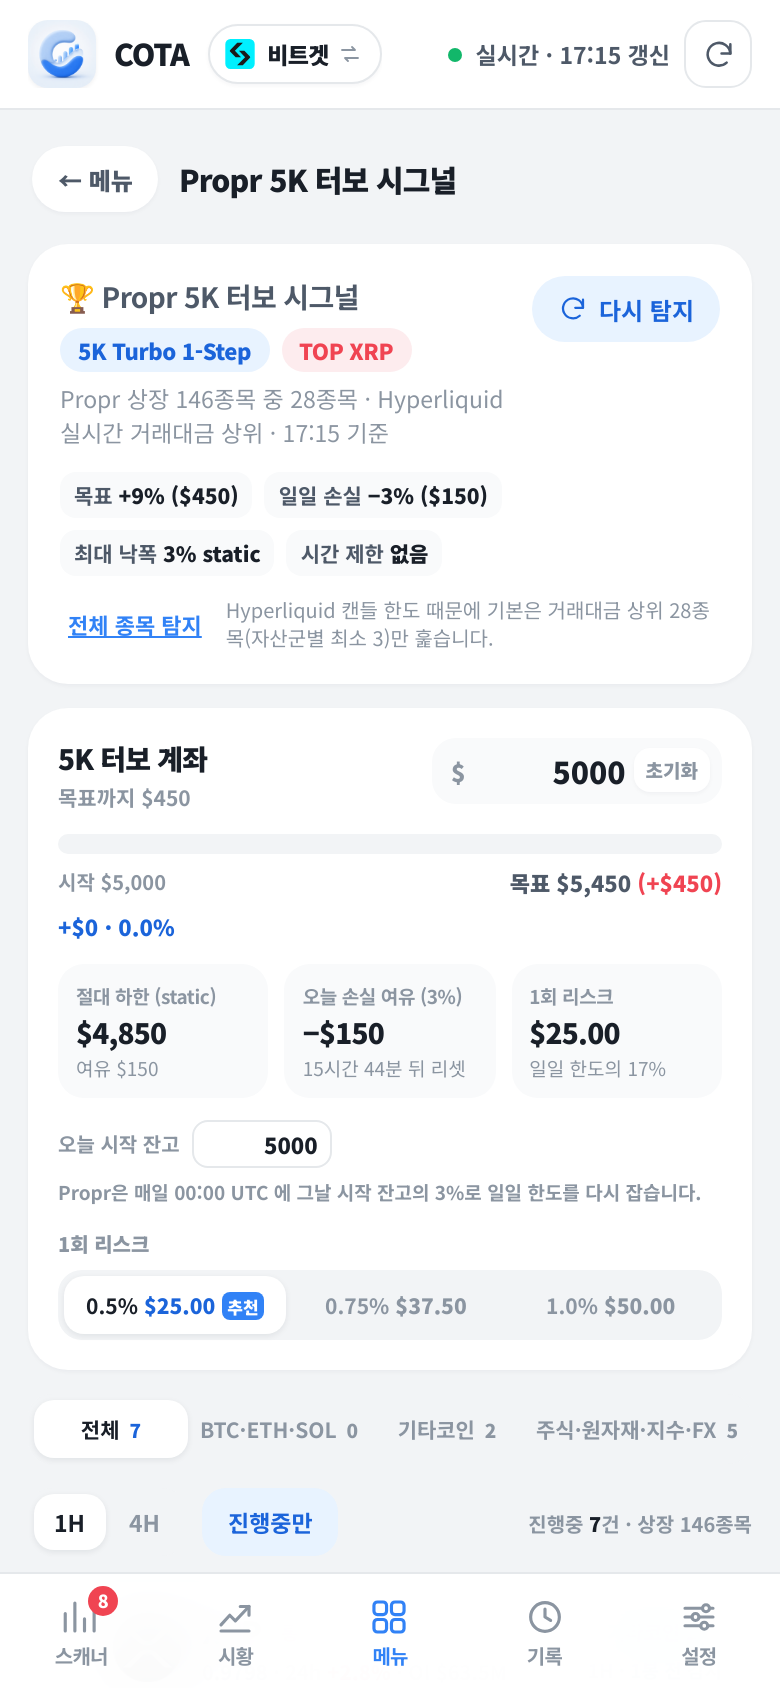 COTA
비트겟
실시간 · 17:15 갱신
← 메뉴
Propr 5K 터보 시그널
🏆 Propr 5K 터보 시그널
다시 탐지
5K Turbo 1-Step
TOP XRP
Propr 상장 146종목 중 28종목 · Hyperliquid
실시간 거래대금 상위 · 17:15 기준
목표 +9% ($450)
일일 손실 −3% ($150)
최대 낙폭 3% static
시간 제한 없음
전체 종목 탐지
Hyperliquid 캔들 한도 때문에 기본은 거래대금 상위 28종
목(자산군별 최소 3)만 훑습니다.
5K 터보 계좌
목표까지 $450
$ 5000 초기화
시작 $5,000
목표 $5,450 (+$450)
+$0 · 0.0%
절대 하한 (static)
$4,850
여유 $150
오늘 손실 여유 (3%)
−$150
15시간 44분 뒤 리셋
1회 리스크
$25.00
일일 한도의 17%
오늘 시작 잔고 5000
Propr은 매일 00:00 UTC 에 그날 시작 잔고의 3%로 일일 한도를 다시 잡습니다.
1회 리스크
0.5% $25.00 추천
0.75% $37.50
1.0% $50.00
전체 7
BTC·ETH·SOL 0
기타코인 2
주식·원자재·지수·FX 5
1H
4H
진행중만
진행중 7건 · 상장 146종목
8
스캐너
시황
메뉴
기록
설정